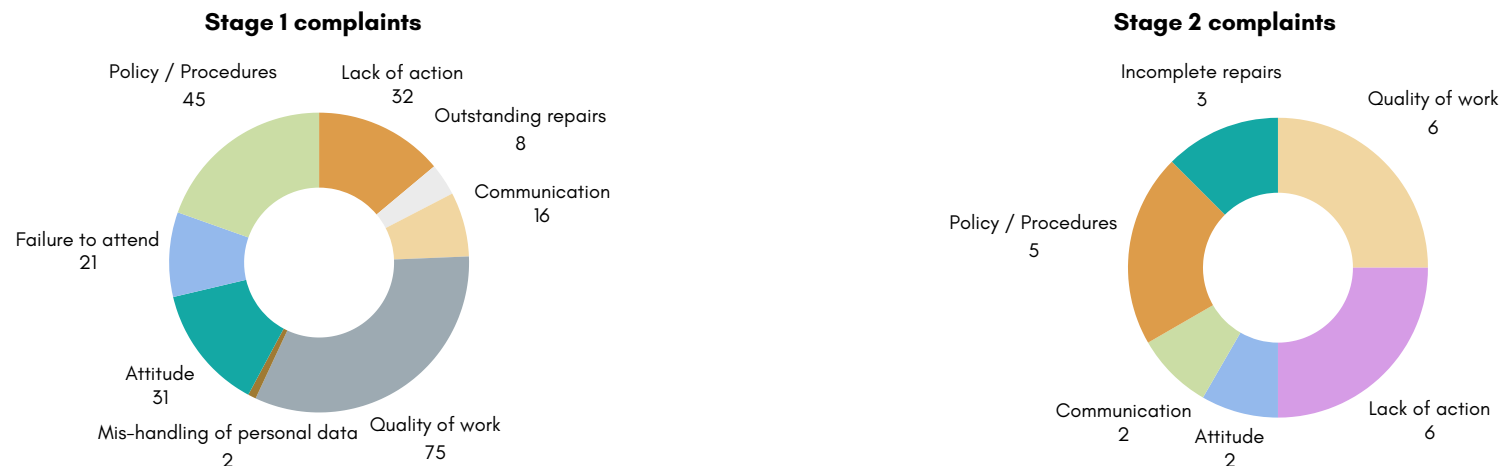 Stage 1 complaints
Policy / Procedures
45
Lack of action
32
Outstanding repairs
8
Communication
16
Failure to attend
21
Attitude
31
Mis-handling of personal data
2
Quality of work
75
Stage 2 complaints
Incomplete repairs
3
Quality of work
6
Policy / Procedures
5
Communication
2
Attitude
2
Lack of action
6